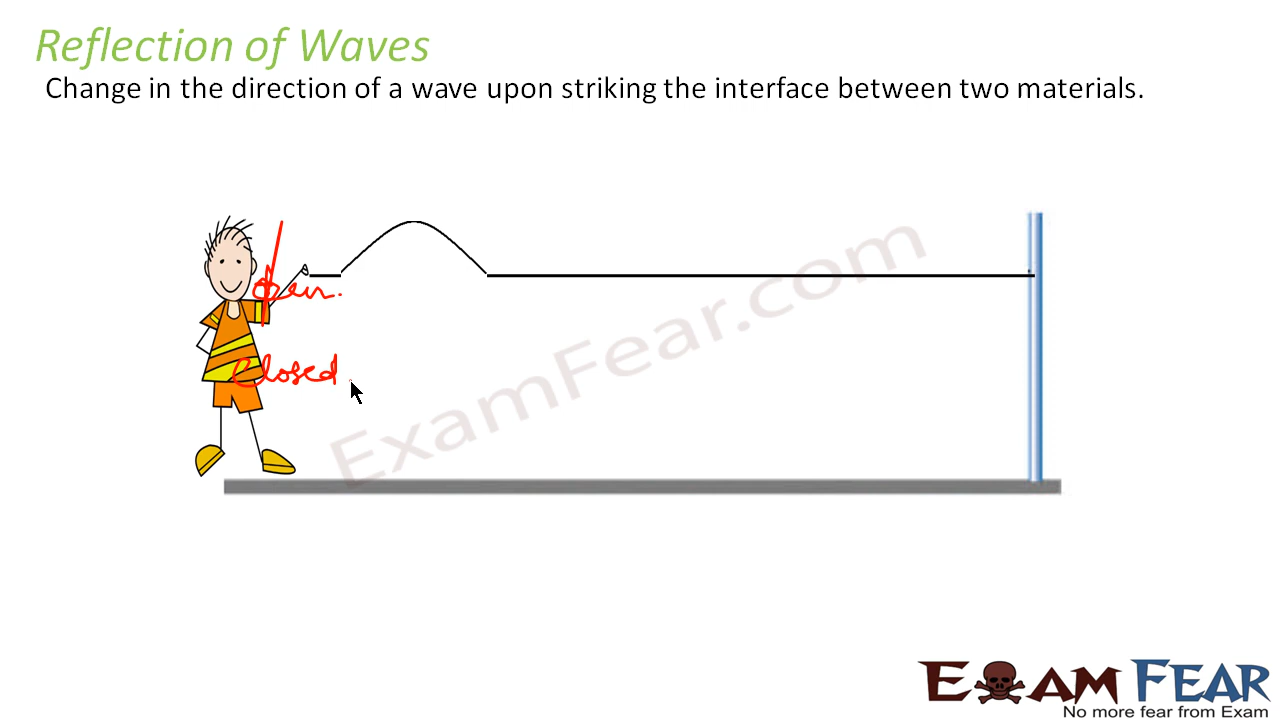 Reflection of Waves
Change in the direction of a wave upon striking the interface between two materials.
ExamFear.com
closed
EXAM FEAR
No more fear from Exam